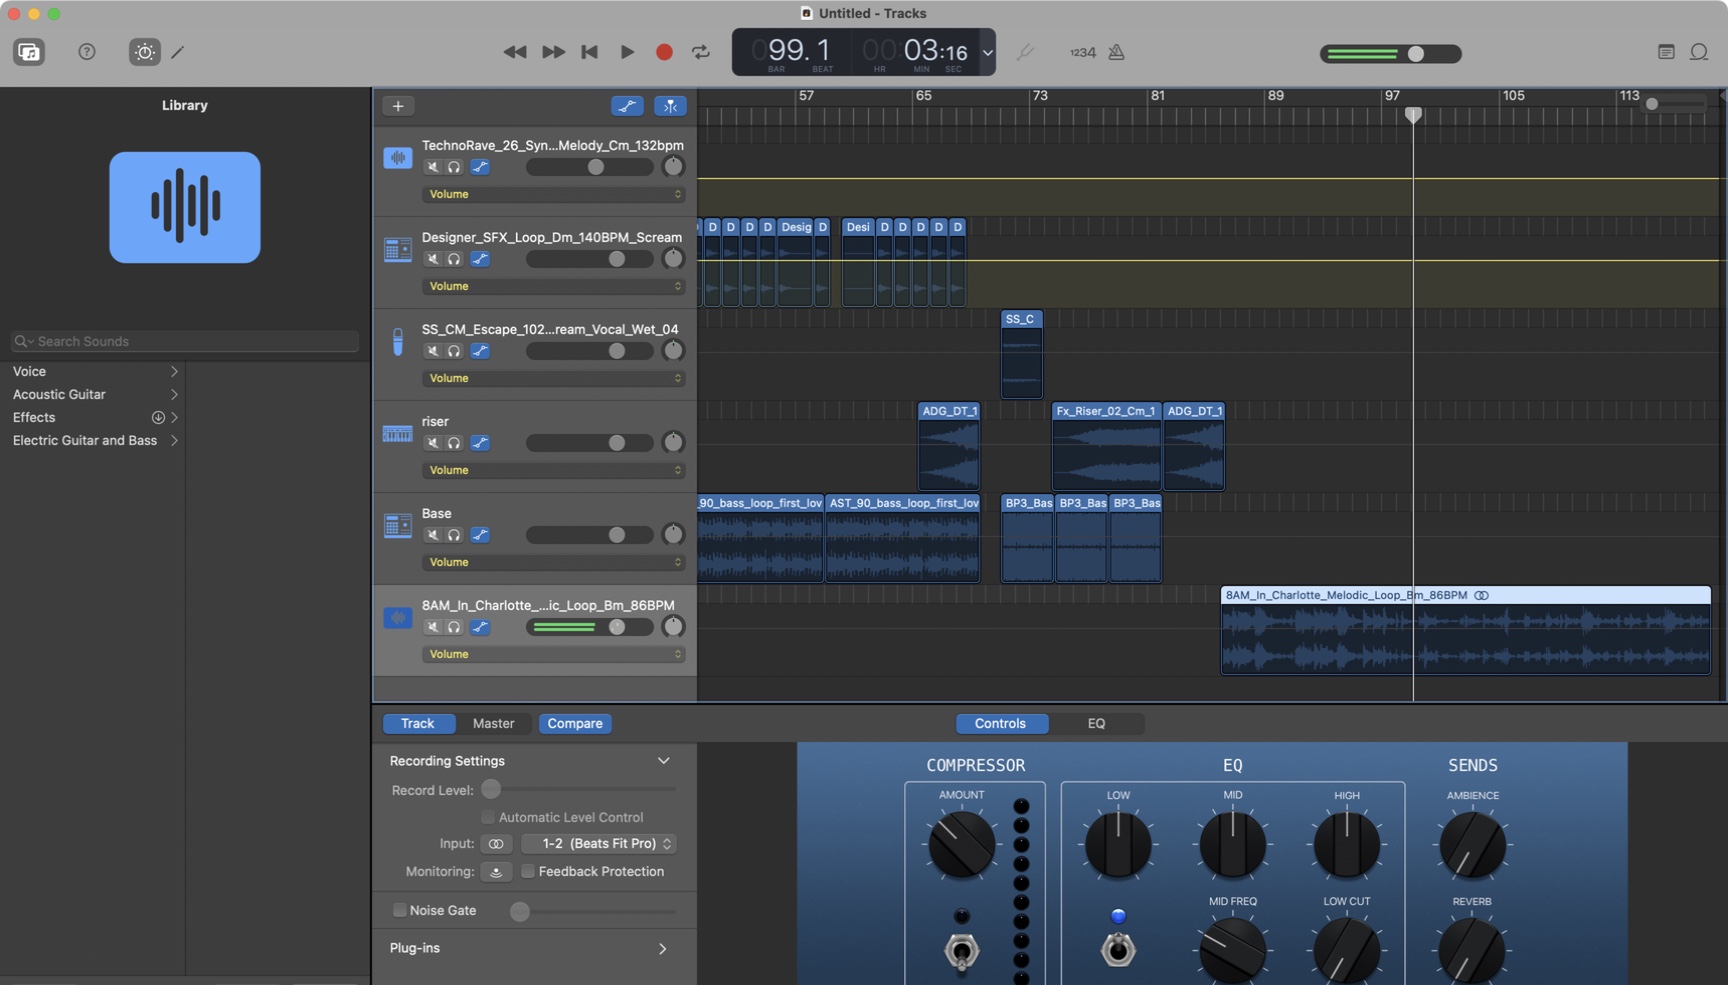 Untitled - Tracks
099.1
00:03:16
BAR BEAT HR MIN SEC
1234
Library
Search Sounds
Voice
Acoustic Guitar
Effects
Electric Guitar and Bass
57 65 73 81 89 97 105 113
TechnoRave_26_Syn...Melody_Cm_132bpm
Volume
Designer_SFX_Loop_Dm_140BPM_Scream
Volume
D D D D Desig D Desi D D D D D
SS_CM_Escape_102...ream_Vocal_Wet_04
Volume
SS_C
riser
Volume
ADG_DT_1 Fx_Riser_02_Cm_1 ADG_DT_1
Base
Volume
_90_bass_loop_first_lov AST_90_bass_loop_first_lov BP3_Bas BP3_Bas BP3_Bas
8AM_In_Charlotte_...ic_Loop_Bm_86BPM
Volume
8AM_In_Charlotte_Melodic_Loop_Bm_86BPM
Track Master Compare
Controls EQ
Recording Settings
Record Level:
Automatic Level Control
Input: 1-2 (Beats Fit Pro)
Monitoring: Feedback Protection
Noise Gate
Plug-ins
COMPRESSOR
AMOUNT
EQ
LOW MID HIGH
MID FREQ LOW CUT
SENDS
AMBIENCE
REVERB